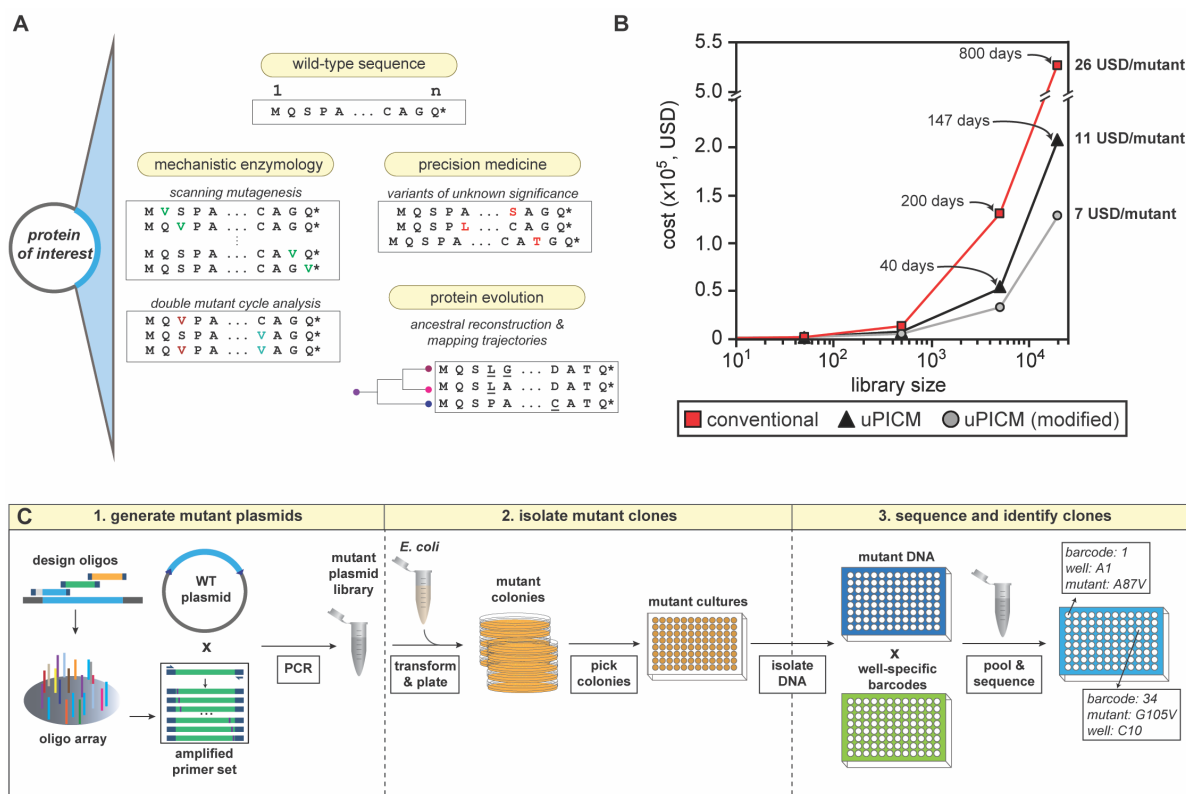 A
wild-type sequence
1 n
M Q S P A ... C A G Q*
protein
of interest
mechanistic enzymology
scanning mutagenesis
M V S P A ... C A G Q*
M Q V P A ... C A G Q*
M Q S P A ... C A V Q*
M Q S P A ... C A G V*
double mutant cycle analysis
M Q V P A ... C A G Q*
M Q S P A ... V A G Q*
M Q V P A ... V A G Q*
precision medicine
variants of unknown significance
M Q S P A ... S A G Q*
M Q S P L ... C A G Q*
M Q S P A ... C A T G Q*
protein evolution
ancestral reconstruction &
mapping trajectories
M Q S L G ... D A T Q*
M Q S L A ... D A T Q*
M Q S P A ... C A T Q*
B
cost (x10⁵, USD)
5.5
5.0
2.0
1.5
1.0
0.5
0
10¹ 10² 10³ 10⁴
library size
800 days
147 days
200 days
40 days
26 USD/mutant
11 USD/mutant
7 USD/mutant
conventional uPICM uPICM (modified)
C
1. generate mutant plasmids
design oligos
WT
plasmid
x
oligo array
...
amplified
primer set
PCR
mutant
plasmid
library
2. isolate mutant clones
E. coli
transform
& plate
mutant
colonies
pick
colonies
mutant cultures
isolate
DNA
3. sequence and identify clones
mutant DNA
x
well-specific
barcodes
pool &
sequence
barcode: 1
well: A1
mutant: A87V
barcode: 34
mutant: G105V
well: C10